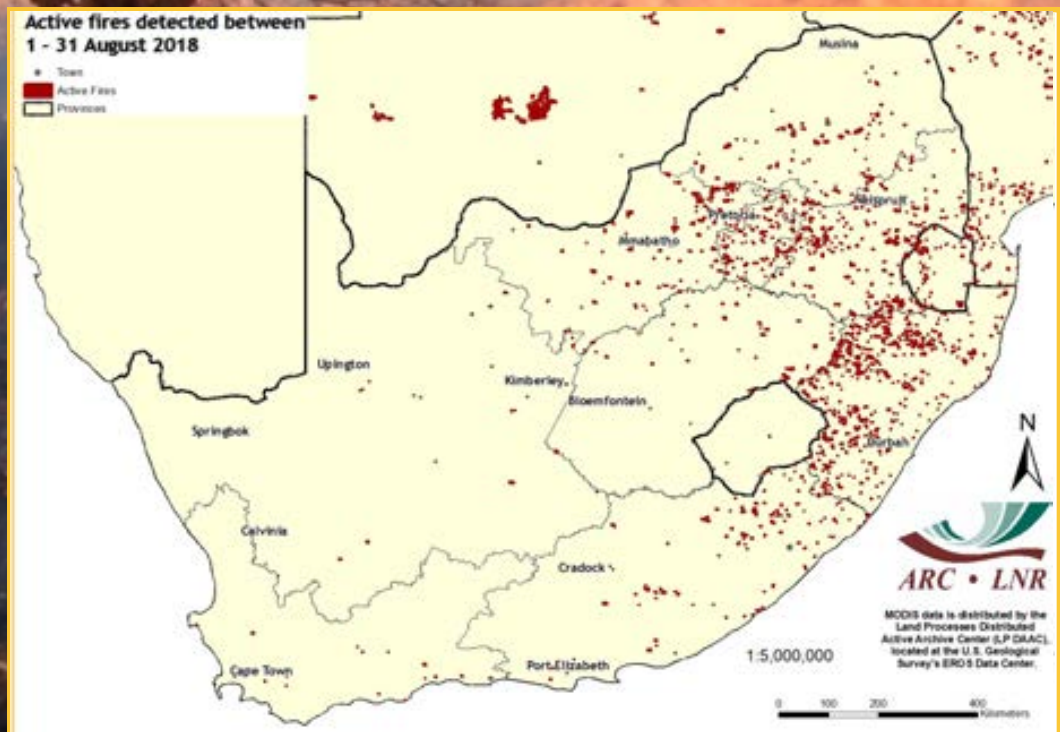 Active fires detected between
1 - 31 August 2018
Town
Active Fires
Provinces
Musina
Pretoria
Nelspruit
Mmabatho
Upington
Kimberley
Bloemfontein
Springbok
Durban
N
Calvinia
Cradock
ARC • LNR
MODIS data is distributed by the
Land Processes Distributed
Active Archive Center (LP DAAC),
located at the U.S. Geological
Survey's EROS Data Center.
1:5,000,000
Cape Town
Port Elizabeth
0 100 200 400
Kilometers